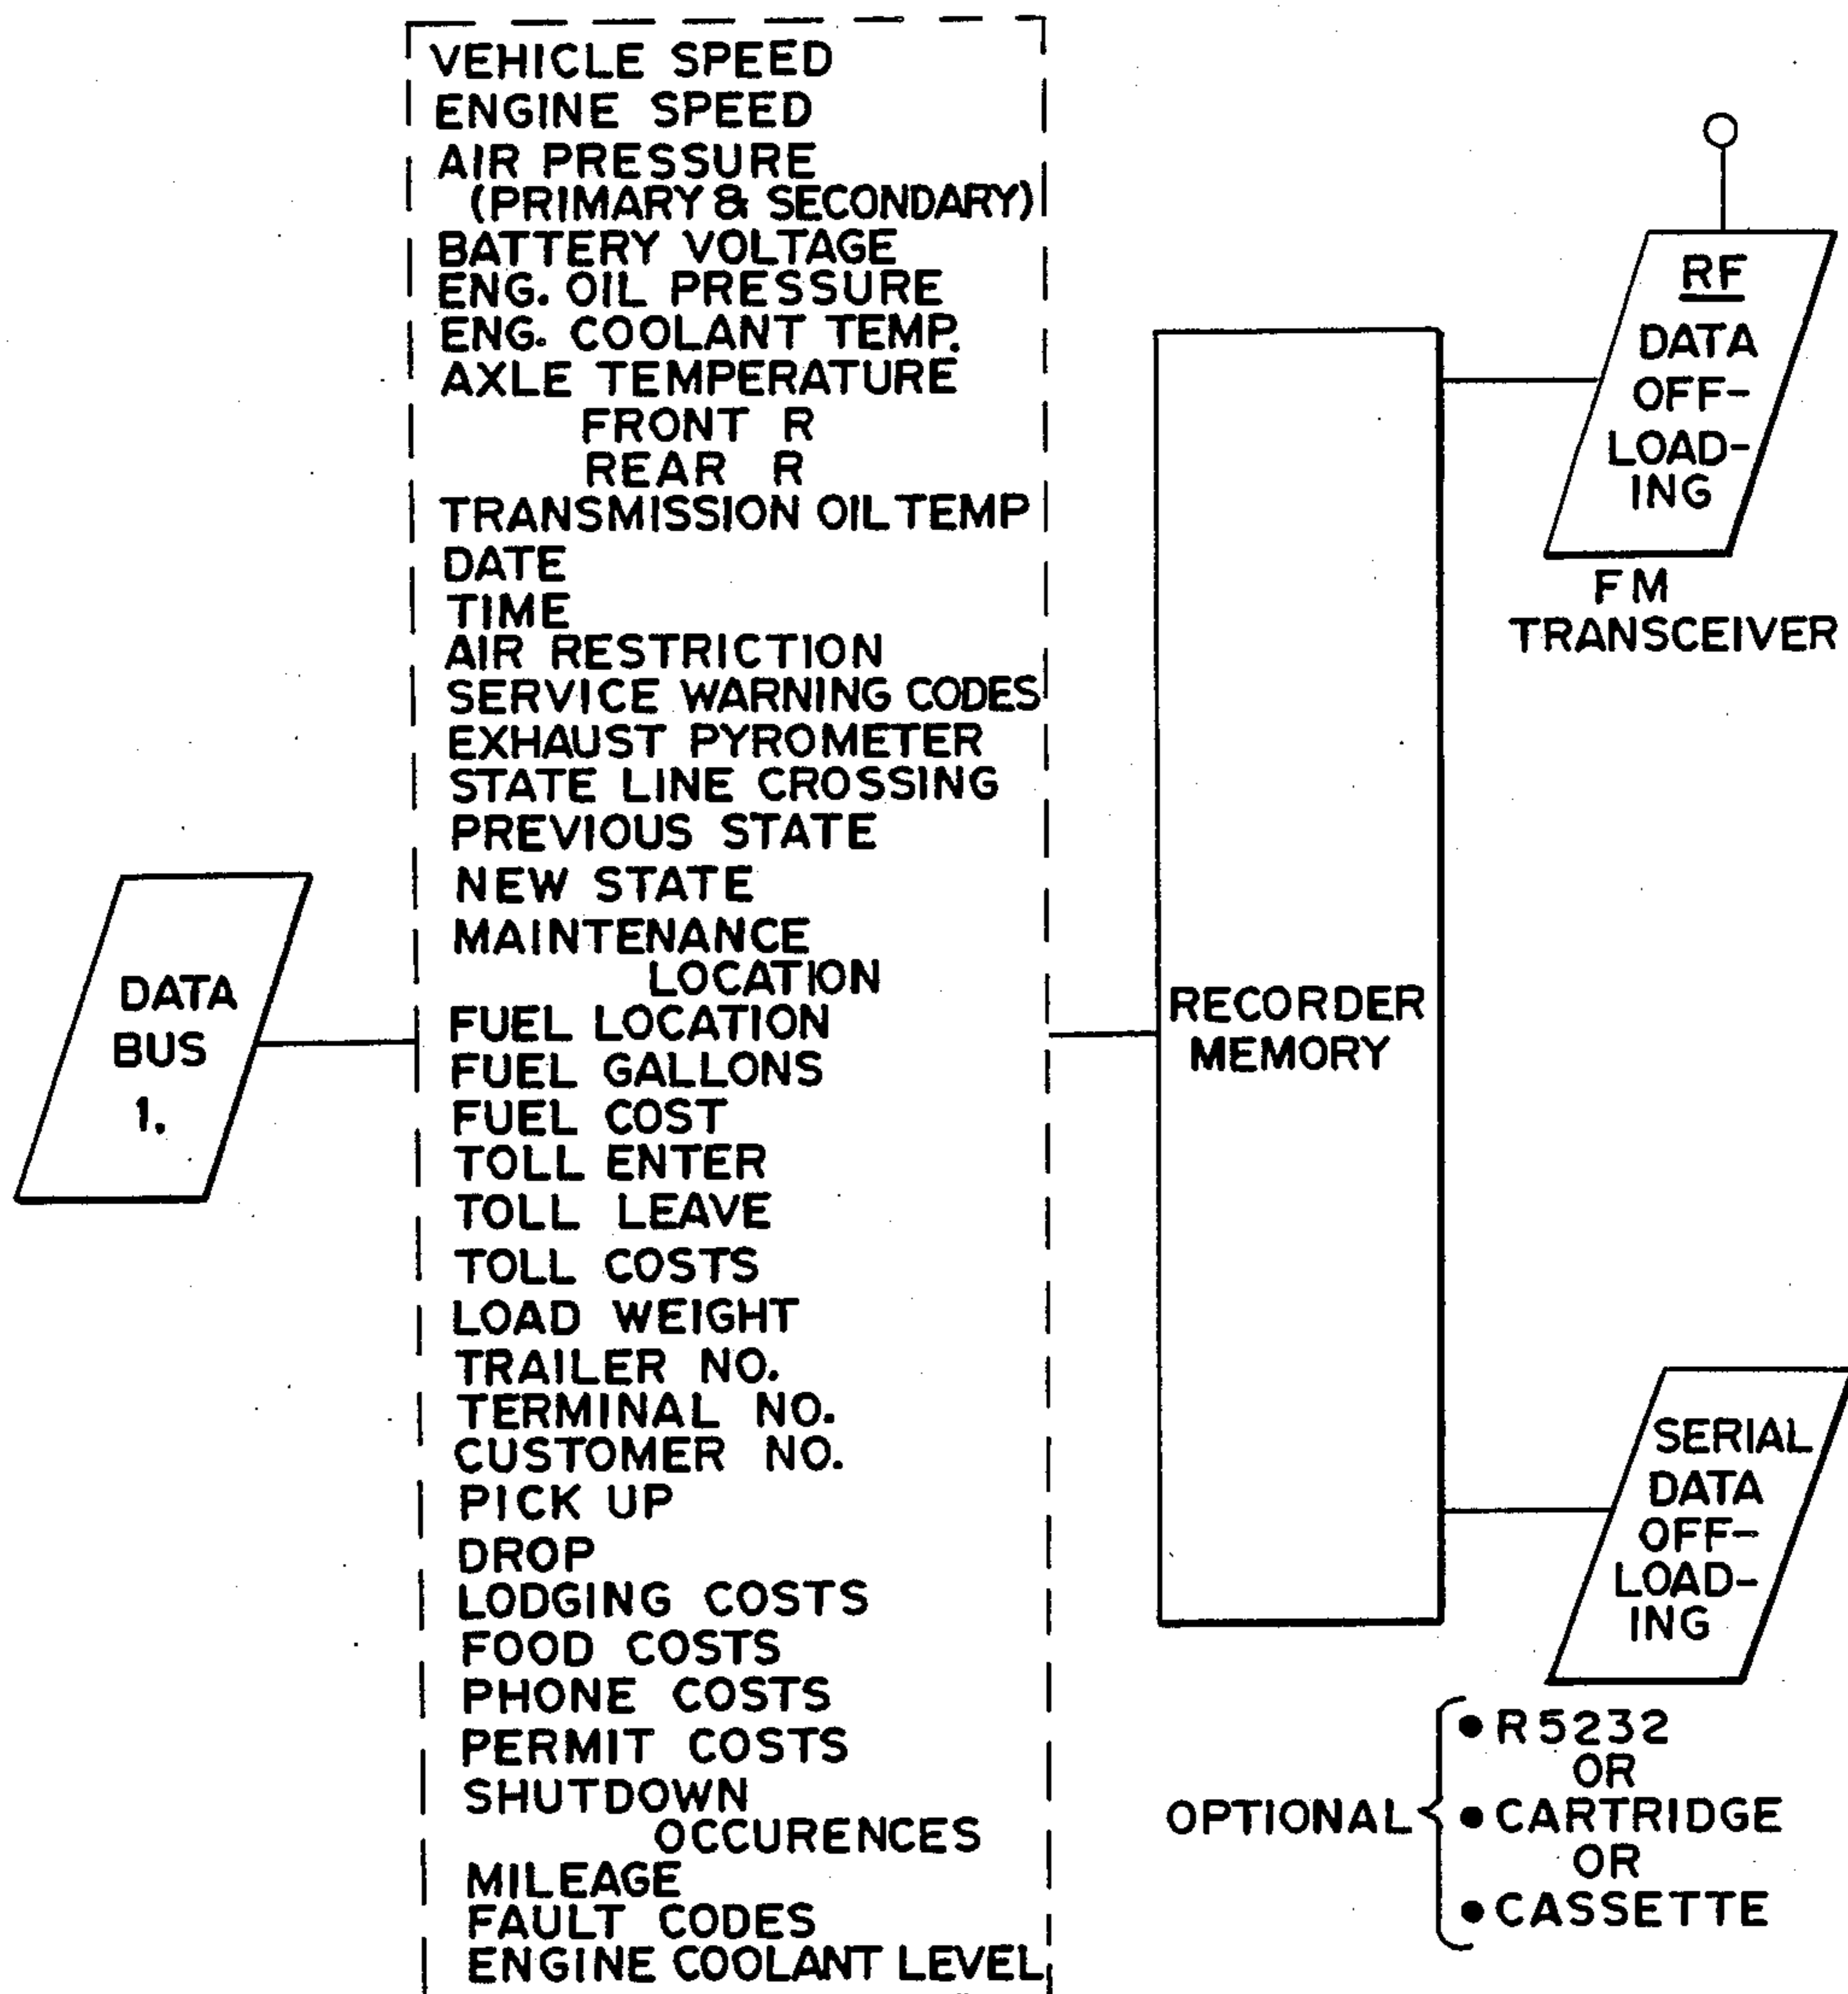 VEHICLE SPEED
ENGINE SPEED
AIR PRESSURE
(PRIMARY & SECONDARY)
BATTERY VOLTAGE
ENG. OIL PRESSURE
ENG. COOLANT TEMP.
AXLE TEMPERATURE
FRONT R
REAR R
TRANSMISSION OIL TEMP
DATE
TIME
AIR RESTRICTION
SERVICE WARNING CODES
EXHAUST PYROMETER
STATE LINE CROSSING
PREVIOUS STATE
NEW STATE
MAINTENANCE
LOCATION
FUEL LOCATION
FUEL GALLONS
FUEL COST
TOLL ENTER
TOLL LEAVE
TOLL COSTS
LOAD WEIGHT
TRAILER NO.
TERMINAL NO.
CUSTOMER NO.
PICK UP
DROP
LODGING COSTS
FOOD COSTS
PHONE COSTS
PERMIT COSTS
SHUTDOWN
OCCURENCES
MILEAGE
FAULT CODES
ENGINE COOLANT LEVEL
DATA
BUS
1.
RECORDER
MEMORY
RF
DATA
OFF-
LOAD-
ING
FM
TRANSCEIVER
SERIAL
DATA
OFF-
LOAD-
ING
OPTIONAL
• R5232
OR
• CARTRIDGE
OR
• CASSETTE